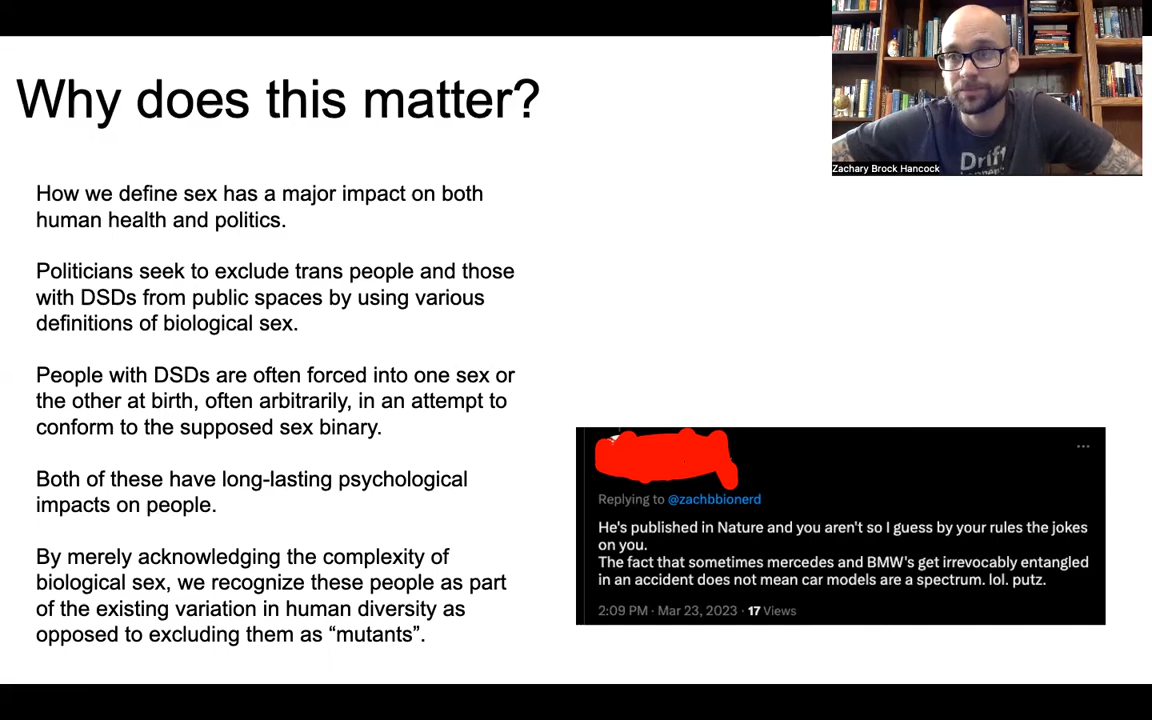 Why does this matter?
How we define sex has a major impact on both
human health and politics.
Politicians seek to exclude trans people and those
with DSDs from public spaces by using various
definitions of biological sex.
People with DSDs are often forced into one sex or
the other at birth, often arbitrarily, in an attempt to
conform to the supposed sex binary.
Both of these have long-lasting psychological
impacts on people.
By merely acknowledging the complexity of
biological sex, we recognize these people as part
of the existing variation in human diversity as
opposed to excluding them as “mutants”.
Drift
Zachary Brock Hancock
Replying to @zachbbionerd
He's published in Nature and you aren't so I guess by your rules the jokes
on you.
The fact that sometimes mercedes and BMW's get irrevocably entangled
in an accident does not mean car models are a spectrum. lol. putz.
2:09 PM · Mar 23, 2023 · 17 Views